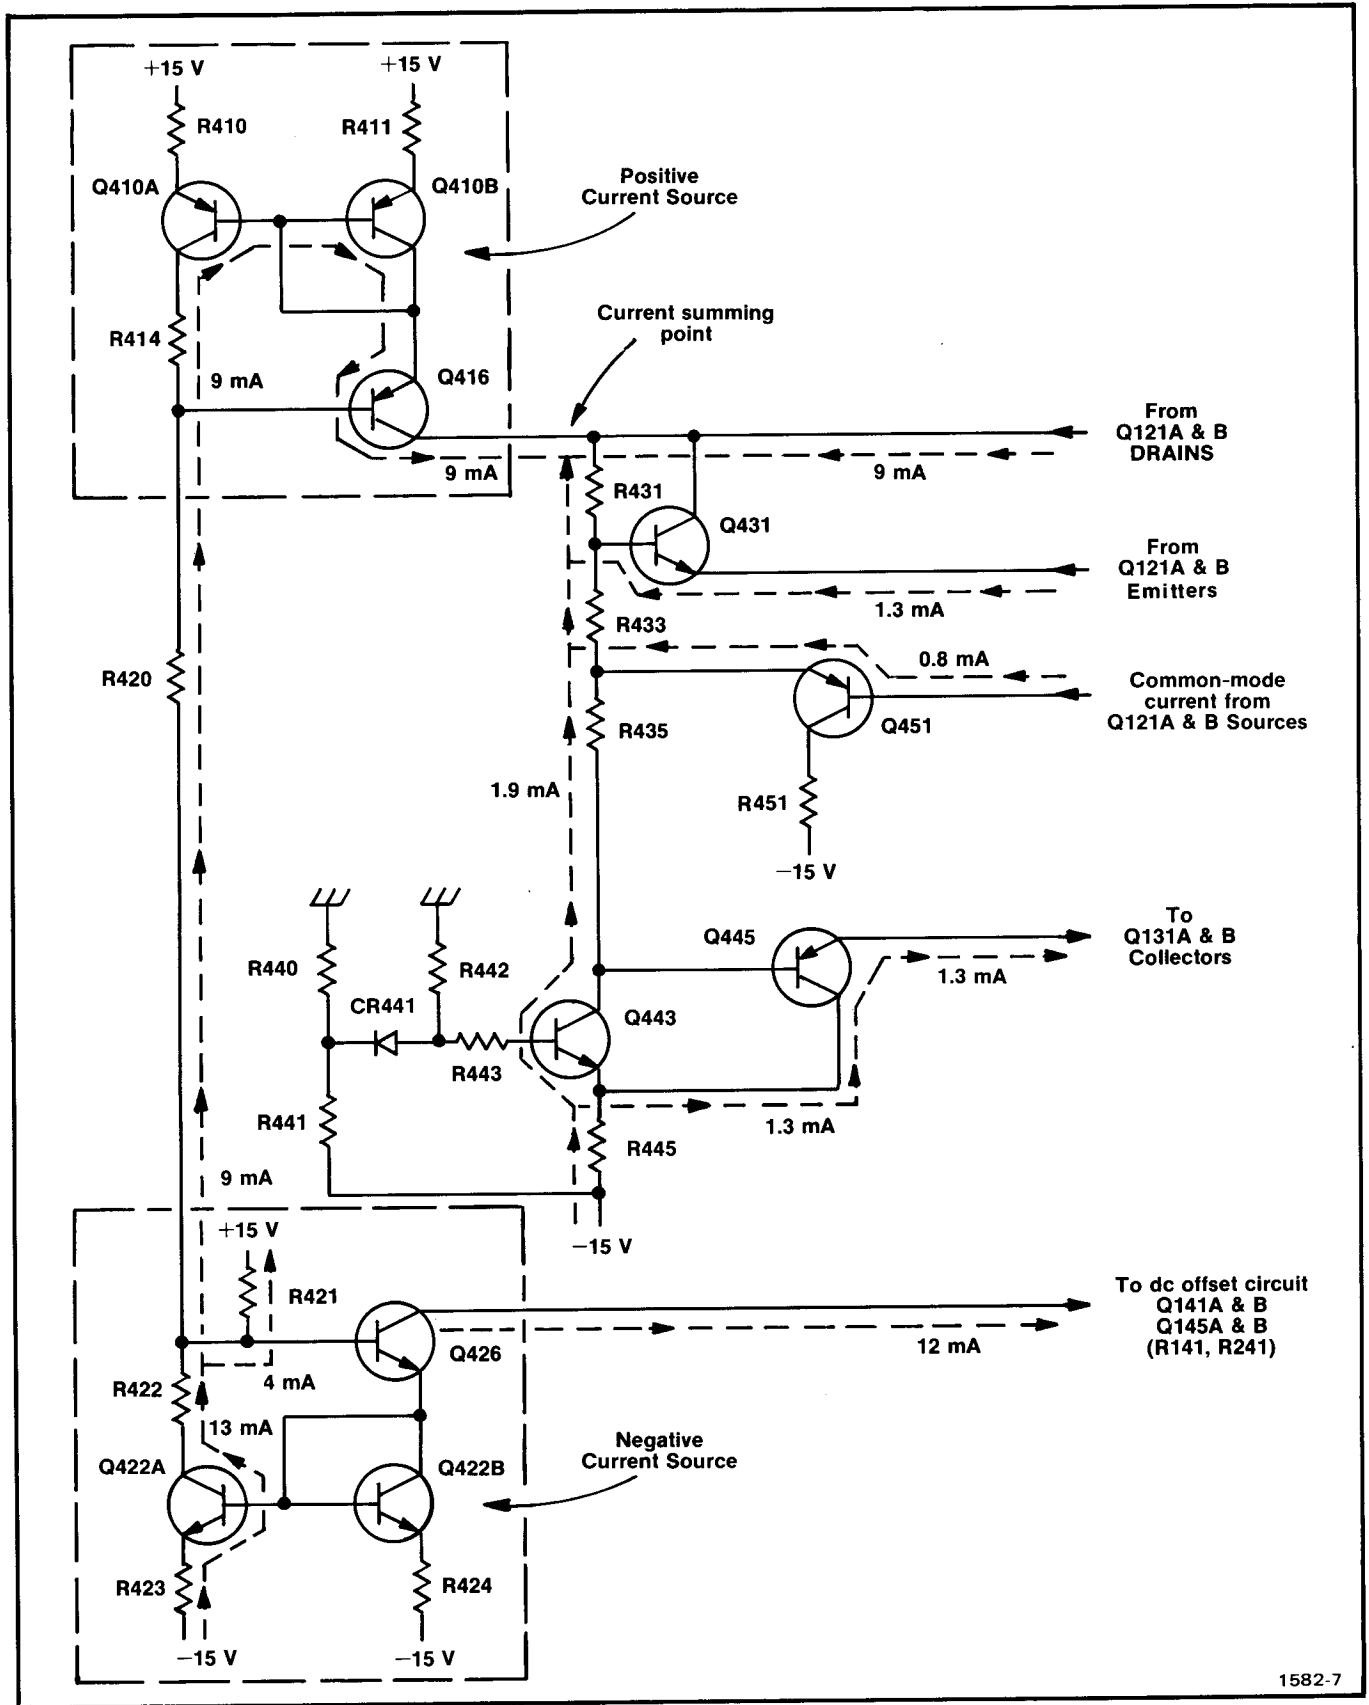 +15 V
+15 V
R410
R411
Q410A
Q410B
Positive
Current Source
R414
Current summing
point
9 mA
Q416
From
Q121A & B
DRAINS
9 mA
9 mA
R431
Q431
From
Q121A & B
Emitters
1.3 mA
R433
R420
0.8 mA
Common-mode
current from
Q121A & B Sources
Q451
R435
1.9 mA
R451
−15 V
To
Q131A & B
Collectors
Q445
1.3 mA
R440
R442
CR441
Q443
R443
R441
1.3 mA
R445
9 mA
−15 V
+15 V
R421
To dc offset circuit
Q141A & B
Q145A & B
(R141, R241)
12 mA
Q426
R422
4 mA
13 mA
Q422A
Q422B
Negative
Current Source
R423
R424
−15 V
−15 V
1582-7